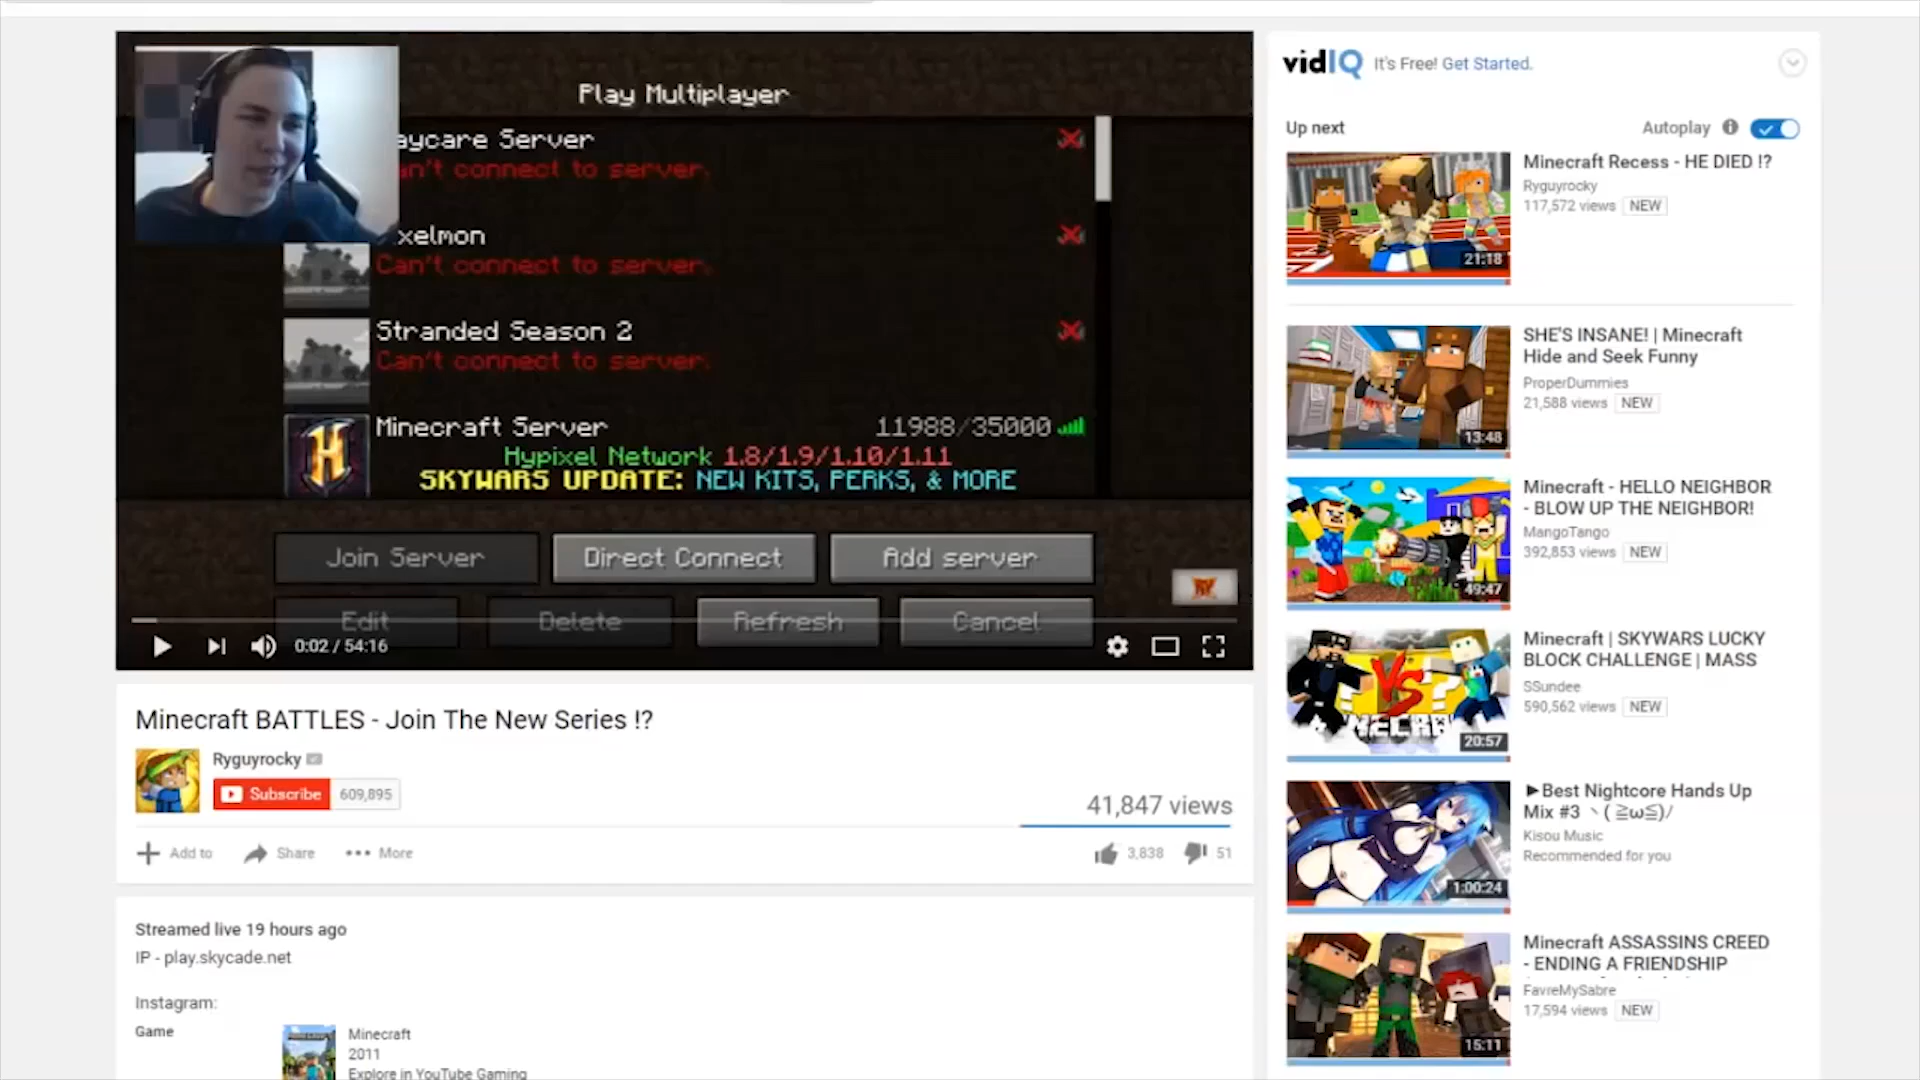 Play Multiplayer
aycare Server
an't connect to server.
xelmon
Can't connect to server.
Stranded Season 2
Can't connect to server.
Minecraft Server 11988/35000
Hypixel Network 1.8/1.9/1.10/1.11
SKYWARS UPDATE: NEW KITS, PERKS, & MORE
Join Server Direct Connect Add server
Edit Delete Refresh Cancel
0:02 / 54:16
Minecraft BATTLES - Join The New Series !?
Ryguyrocky
Subscribe 609,895
41,847 views
Add to Share More
3,838 51
Streamed live 19 hours ago
IP - play.skycade.net
Instagram:
Game
Minecraft
2011
Explore in YouTube Gaming
vidIQ It's Free! Get Started.
Up next Autoplay
Minecraft Recess - HE DIED !?
Ryguyrocky
117,572 views NEW
21:18
SHE'S INSANE! | Minecraft
Hide and Seek Funny
ProperDummies
21,588 views NEW
13:48
Minecraft - HELLO NEIGHBOR
- BLOW UP THE NEIGHBOR!
MangoTango
392,853 views NEW
49:47
Minecraft | SKYWARS LUCKY
BLOCK CHALLENGE | MASS
SSundee
590,562 views NEW
VS
20:57
►Best Nightcore Hands Up
Mix #3 ヽ( ≧ω≦)/
Kisou Music
Recommended for you
1:00:24
Minecraft ASSASSINS CREED
- ENDING A FRIENDSHIP
FavreMySabre
17,594 views NEW
15:11